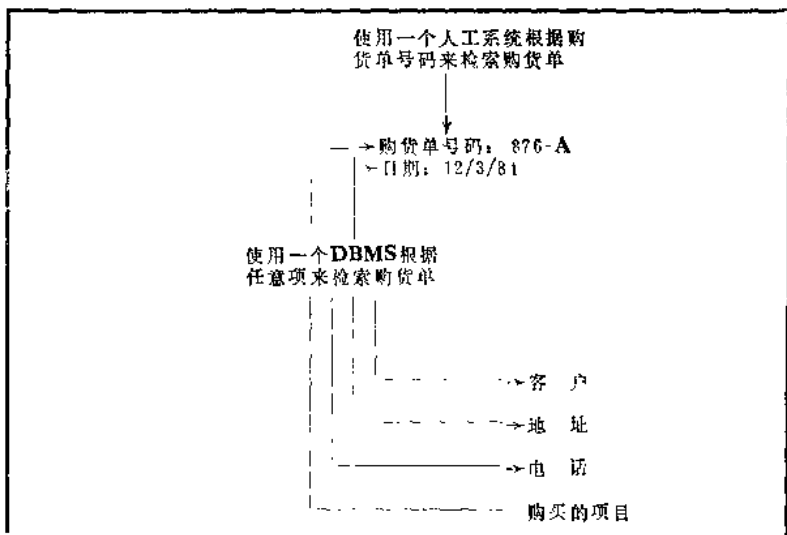 使用一个人工系统根据购
货单号码来检索购货单
购货单号码：876-A
日期：12/3/81
使用一个DBMS根据
任意项来检索购货单
客 户
地 址
电 话
购买的项目